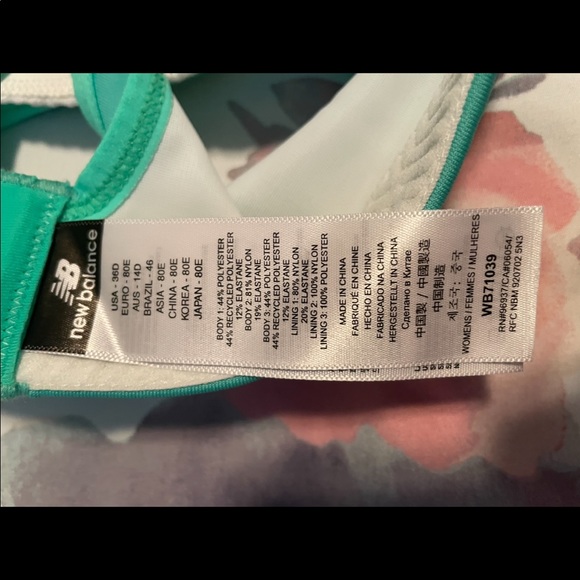 NB
new balance
USA - 36D
EURO - 80E
AUS - 14D
BRAZIL - 46
ASIA - 80E
CHINA - 80E
KOREA - 80E
JAPAN - 80E
BODY 1: 44% POLYESTER
44% RECYCLED POLYESTER
12% ELASTANE
BODY 2: 81% NYLON
19% ELASTANE
BODY 3: 44% POLYESTER
44% RECYCLED POLYESTER
12% ELASTANE
LINING 1: 80% NYLON
20% ELASTANE
LINING 2: 100% NYLON
LINING 3: 100% POLYESTER
MADE IN CHINA
FABRIQUÉ EN CHINE
HECHO EN CHINA
FABRICADO NA CHINA
HERGESTELLT IN CHINA
Сделано в Китае
中国製 / 中國製造
中国制造
제조국: 중국
WOMENS / FEMMES / MULHERES
WB71039
RN#96937/CA#06054/
RFC NBM 920702 5N3